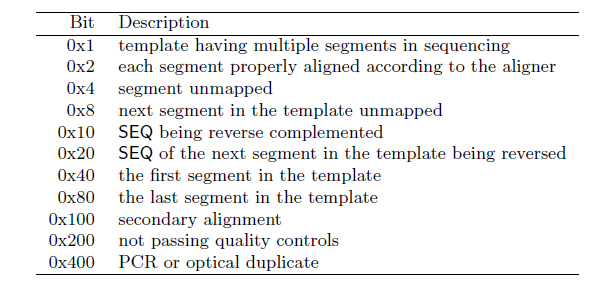 Bit Description
0x1 template having multiple segments in sequencing
0x2 each segment properly aligned according to the aligner
0x4 segment unmapped
0x8 next segment in the template unmapped
0x10 SEQ being reverse complemented
0x20 SEQ of the next segment in the template being reversed
0x40 the first segment in the template
0x80 the last segment in the template
0x100 secondary alignment
0x200 not passing quality controls
0x400 PCR or optical duplicate